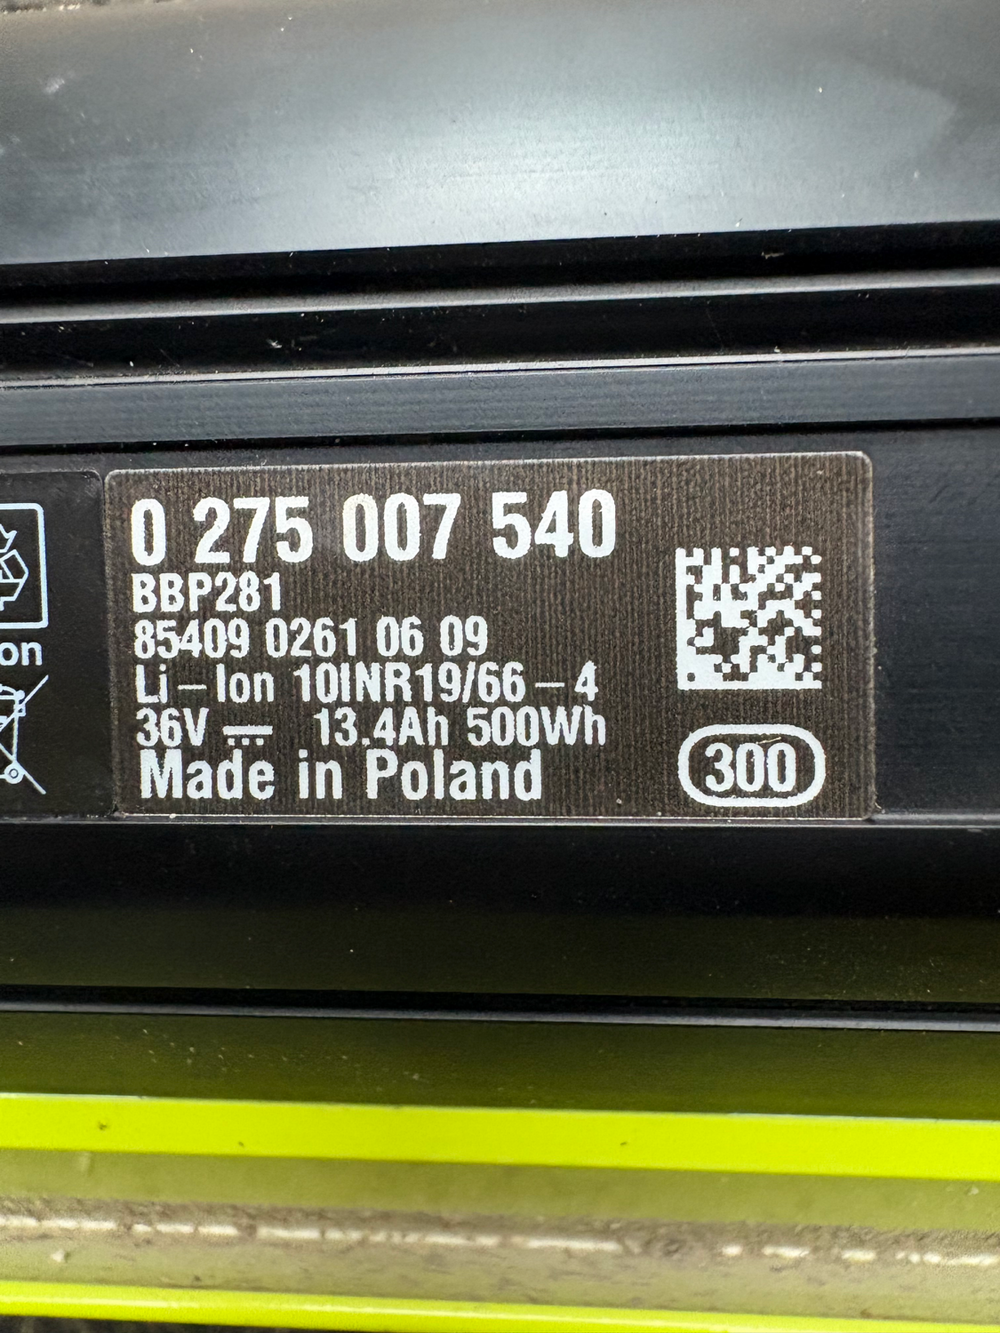 0 275 007 540
BBP281
85409 0261 06 09
Li-Ion 10INR19/66-4
36V ⎓ 13.4Ah 500Wh
Made in Poland
300
on